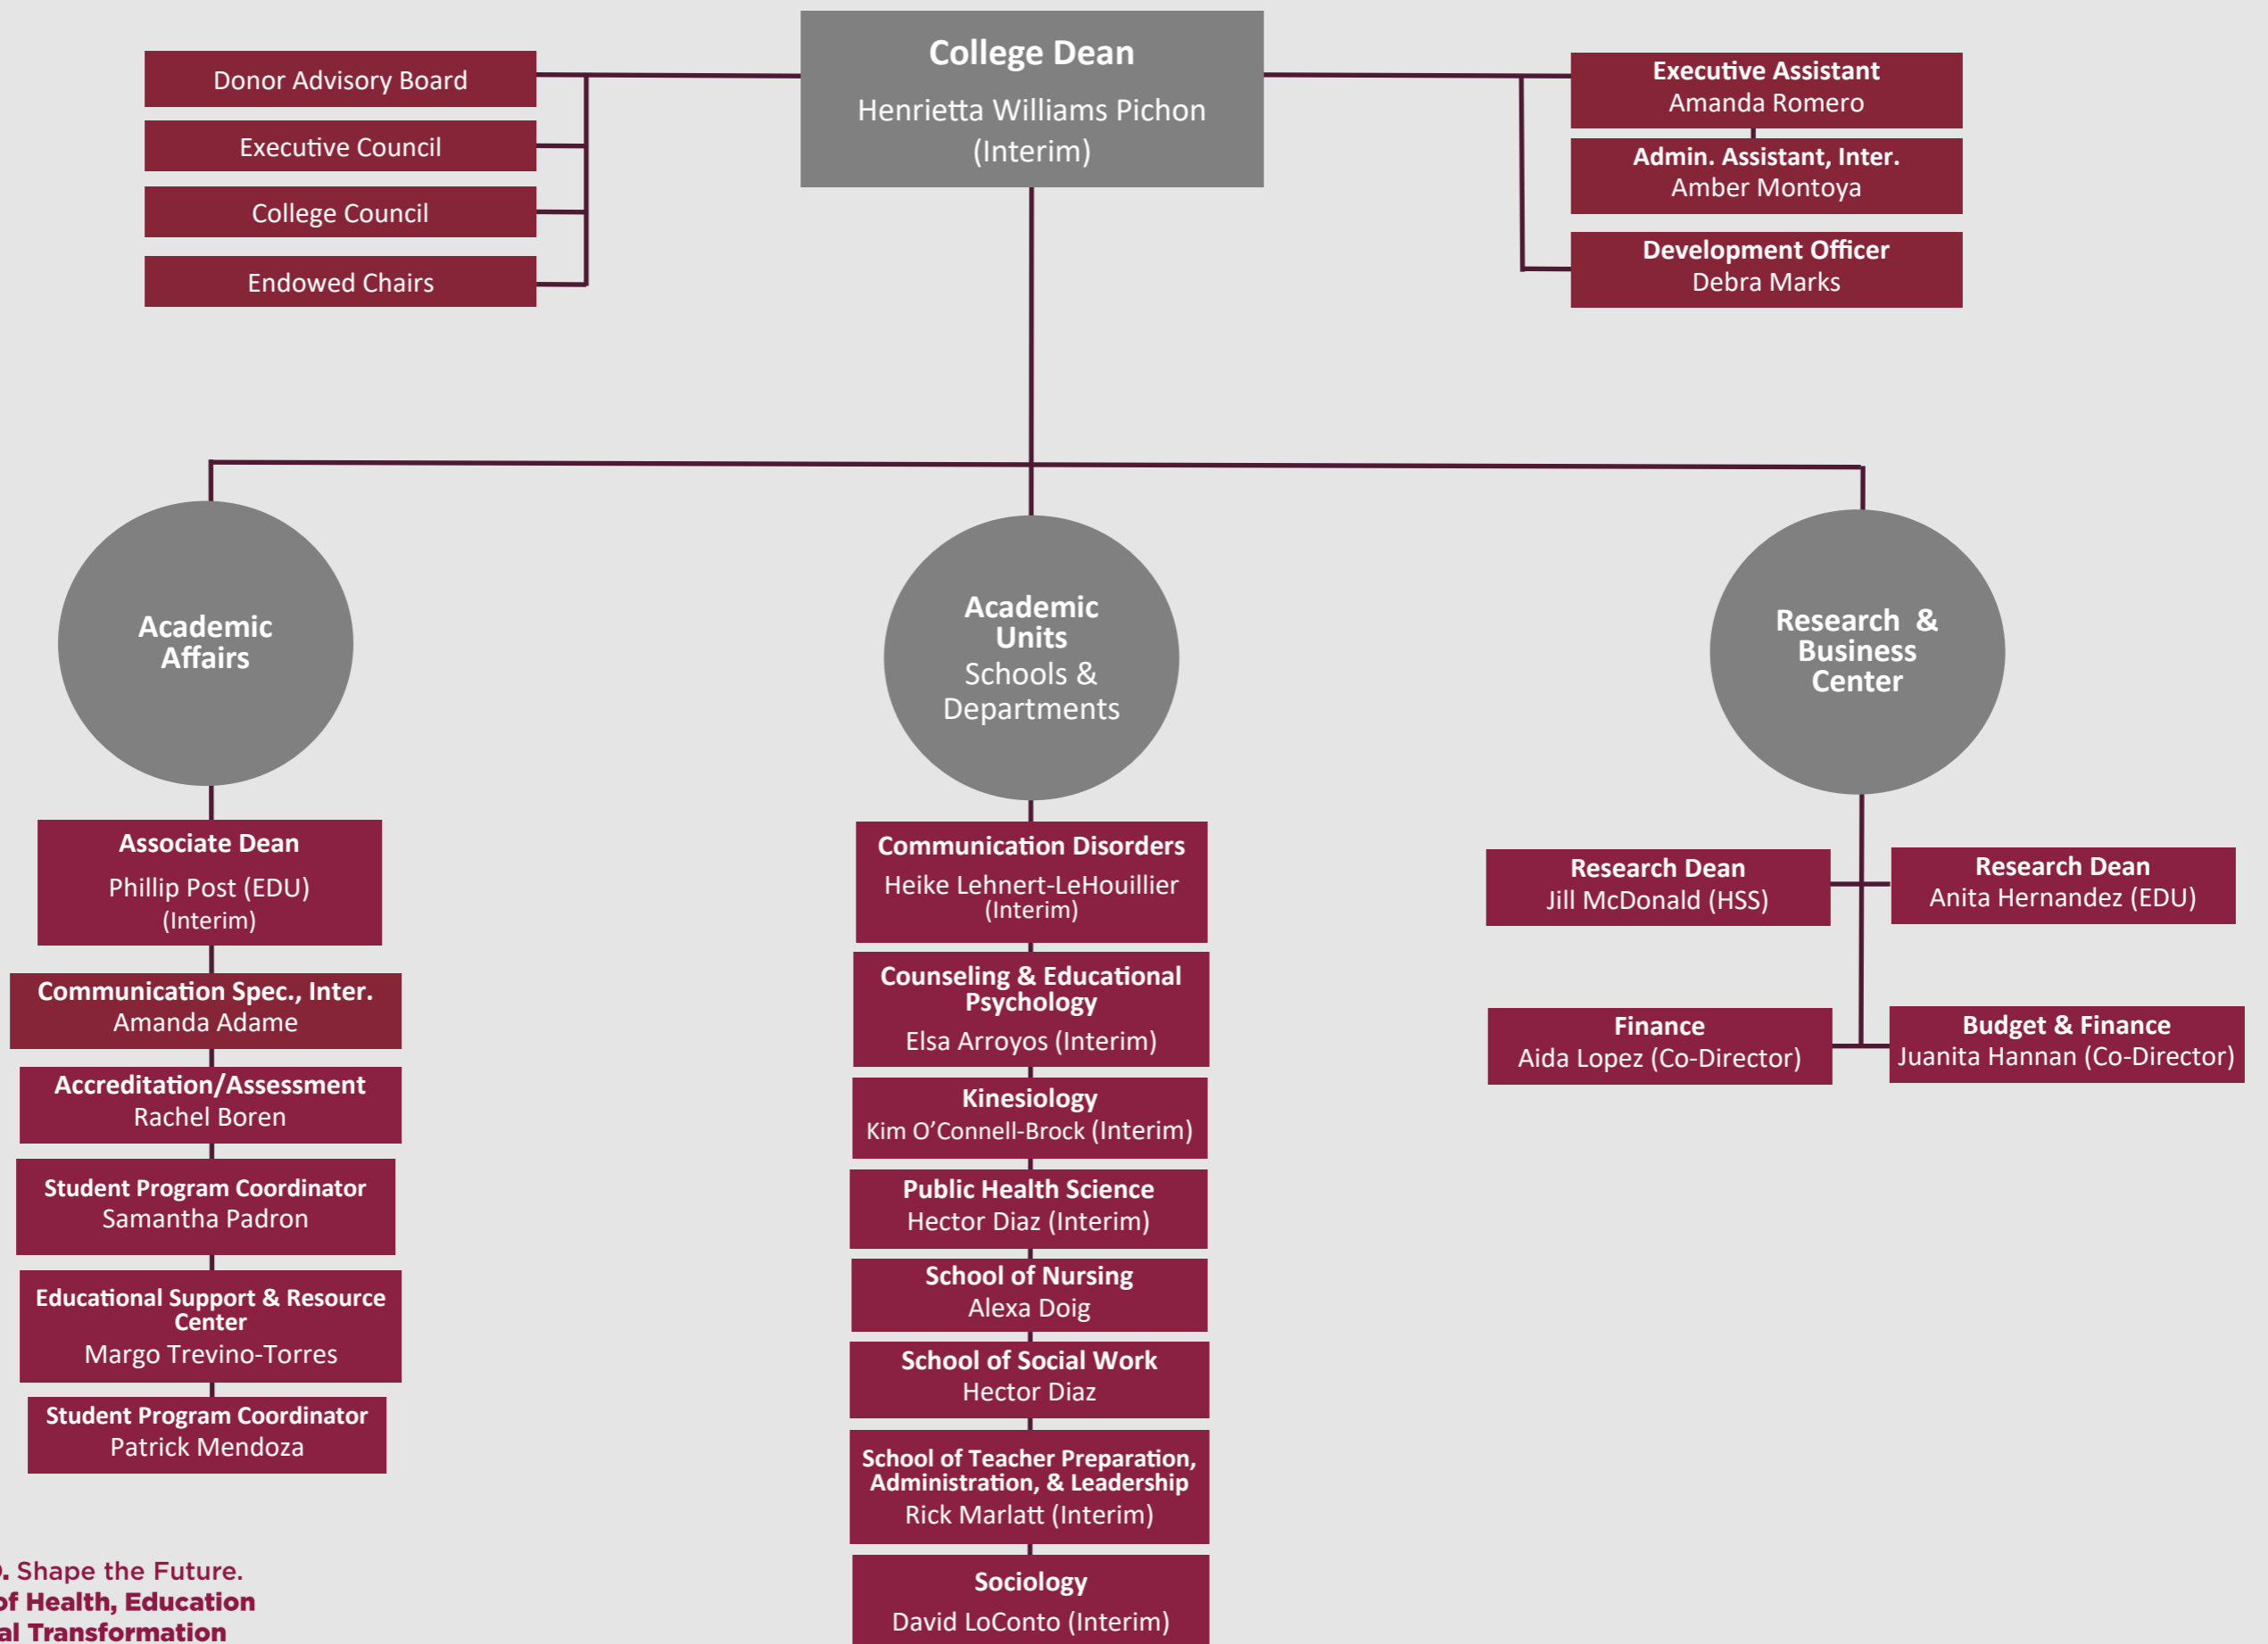 College Dean
Henrietta Williams Pichon
(Interim)
Donor Advisory Board
Executive Council
College Council
Endowed Chairs
Executive Assistant
Amanda Romero
Admin. Assistant, Inter.
Amber Montoya
Development Officer
Debra Marks
Academic
Affairs
Associate Dean
Phillip Post (EDU)
(Interim)
Communication Spec., Inter.
Amanda Adame
Accreditation/Assessment
Rachel Boren
Student Program Coordinator
Samantha Padron
Educational Support & Resource
Center
Margo Trevino-Torres
Student Program Coordinator
Patrick Mendoza
Academic
Units
Schools &
Departments
Communication Disorders
Heike Lehnert-LeHouillier
(Interim)
Counseling & Educational
Psychology
Elsa Arroyos (Interim)
Kinesiology
Kim O’Connell-Brock (Interim)
Public Health Science
Hector Diaz (Interim)
School of Nursing
Alexa Doig
School of Social Work
Hector Diaz
School of Teacher Preparation,
Administration, & Leadership
Rick Marlatt (Interim)
Sociology
David LoConto (Interim)
Research & 
Business
Center
Research Dean
Jill McDonald (HSS)
Research Dean
Anita Hernandez (EDU)
Finance
Aida Lopez (Co-Director)
Budget & Finance
Juanita Hannan (Co-Director)
Shape the Future.
of Health, Education
Transformation